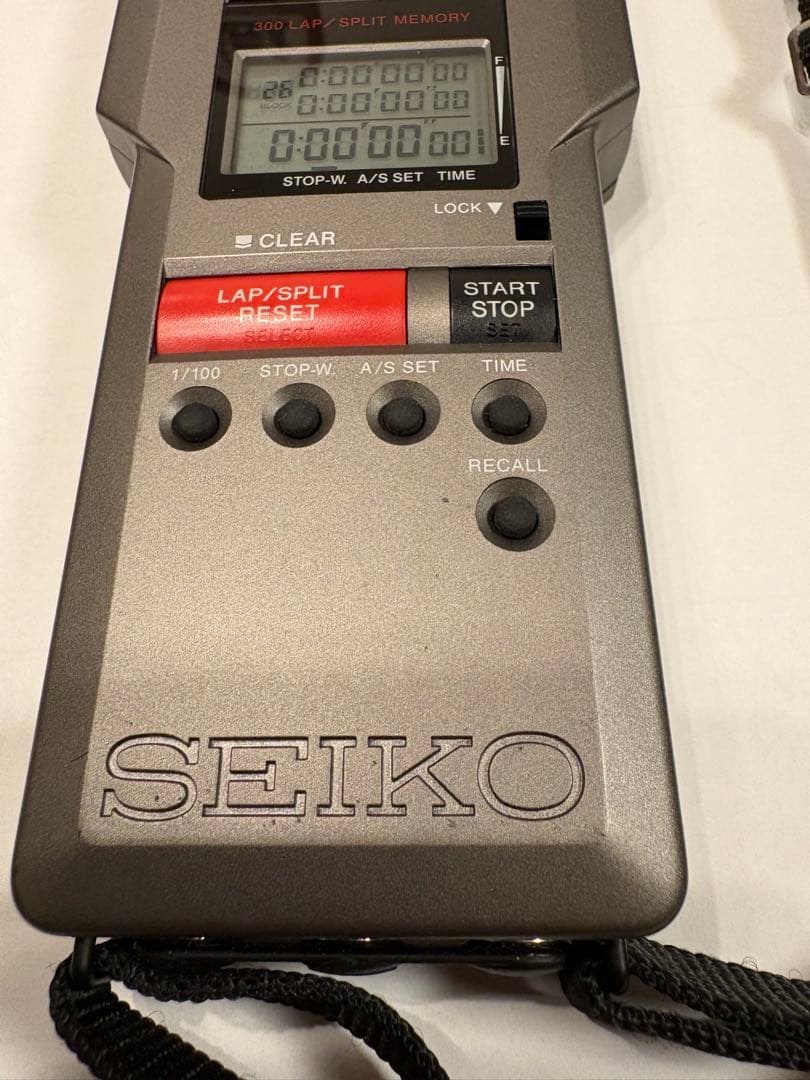 300 LAP/SPLIT MEMORY
26 0:00'00"00
BLOCK 0:00'00"00
0:00'00"00
F
E
STOP-W. A/S SET TIME
LOCK ▼
CLEAR
LAP/SPLIT
RESET
SELECT
START
STOP
SET
1/100 STOP-W. A/S SET TIME
RECALL
SEIKO